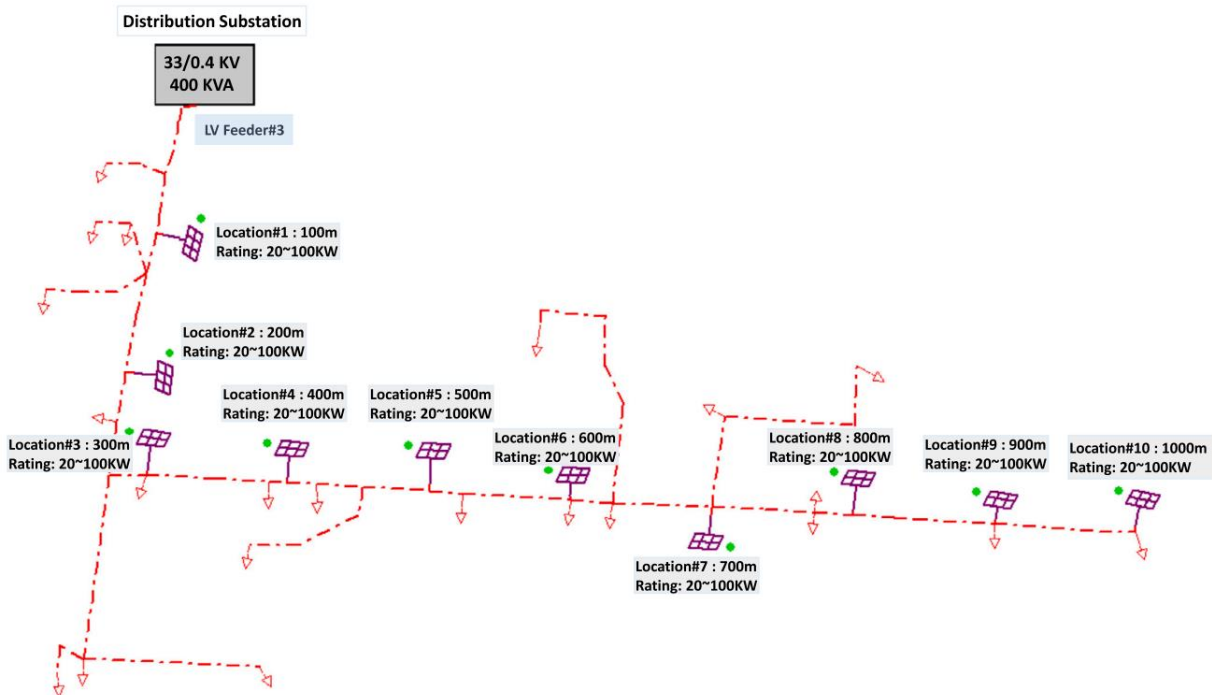 Distribution Substation
33/0.4 KV
400 KVA
LV Feeder#3
Location#1 : 100m
Rating: 20~100KW
Location#2 : 200m
Rating: 20~100KW
Location#3 : 300m
Rating: 20~100KW
Location#4 : 400m
Rating: 20~100KW
Location#5 : 500m
Rating: 20~100KW
Location#6 : 600m
Rating: 20~100KW
Location#7 : 700m
Rating: 20~100KW
Location#8 : 800m
Rating: 20~100KW
Location#9 : 900m
Rating: 20~100KW
Location#10 : 1000m
Rating: 20~100KW